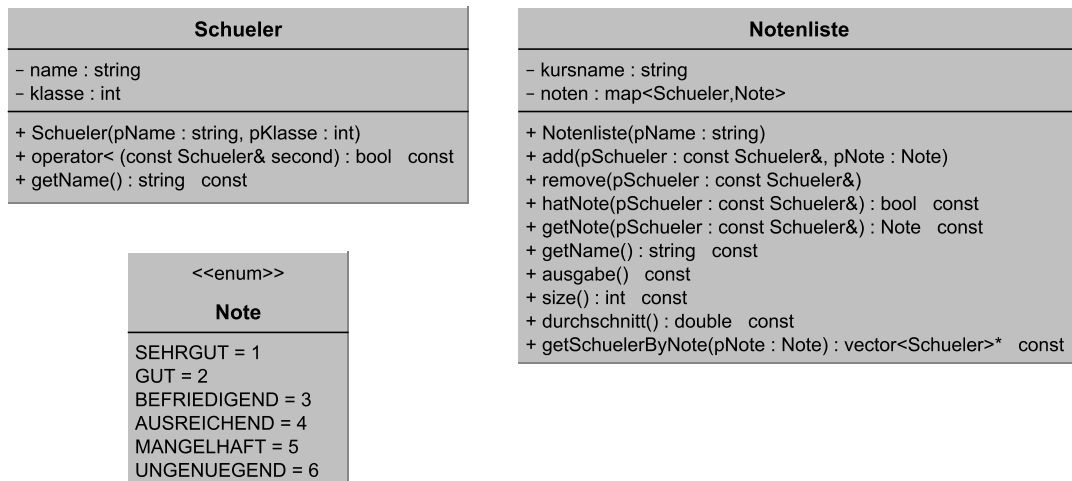 Schueler
– name : string
– klasse : int
+ Schueler(pName : string, pKlasse : int)
+ operator< (const Schueler& second) : bool const
+ getName() : string const
<<enum>>
Note
SEHRGUT = 1
GUT = 2
BEFRIEDIGEND = 3
AUSREICHEND = 4
MANGELHAFT = 5
UNGENUEGEND = 6
Notenliste
– kursname : string
– noten : map<Schueler,Note>
+ Notenliste(pName : string)
+ add(pSchueler : const Schueler&, pNote : Note)
+ remove(pSchueler : const Schueler&)
+ hatNote(pSchueler : const Schueler&) : bool const
+ getNote(pSchueler : const Schueler&) : Note const
+ getName() : string const
+ ausgabe() const
+ size() : int const
+ durchschnitt() : double const
+ getSchuelerByNote(pNote : Note) : vector<Schueler>* const